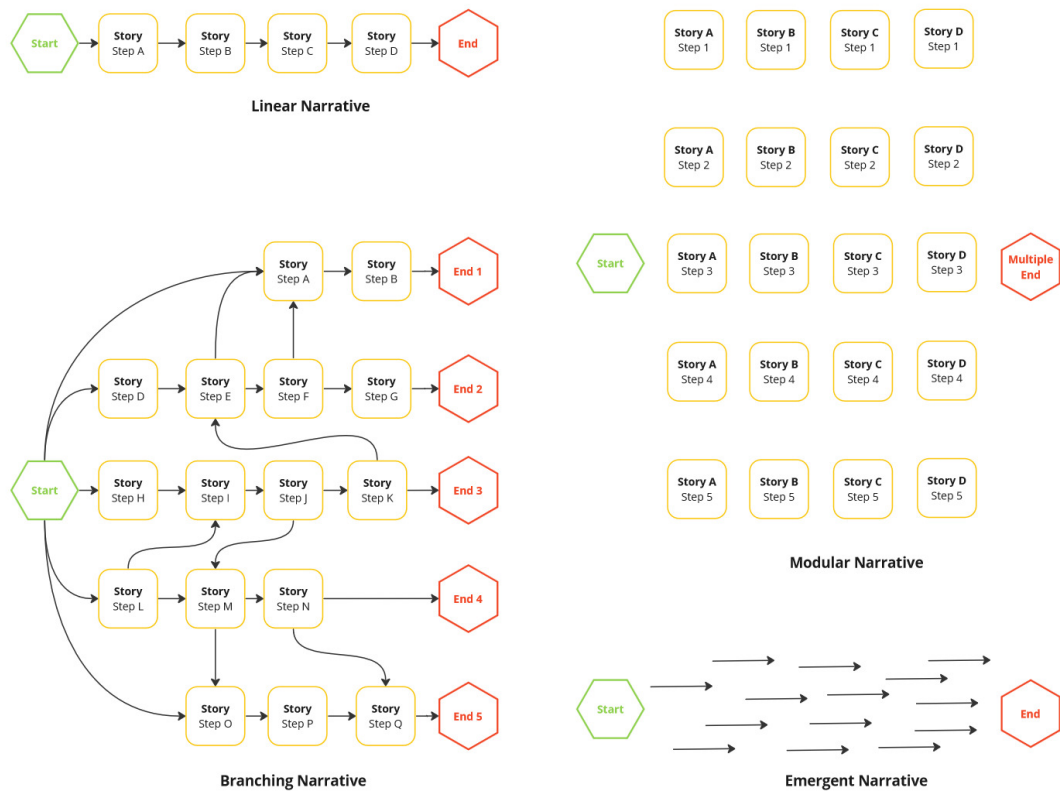 Start
Story
Step A
Story
Step B
Story
Step C
Story
Step D
End
Linear Narrative
Story
Step A
Story
Step B
End 1
Story
Step D
Story
Step E
Story
Step F
Story
Step G
End 2
Start
Story
Step H
Story
Step I
Story
Step J
Story
Step K
End 3
Story
Step L
Story
Step M
Story
Step N
End 4
Story
Step O
Story
Step P
Story
Step Q
End 5
Branching Narrative
Story A
Step 1
Story B
Step 1
Story C
Step 1
Story D
Step 1
Story A
Step 2
Story B
Step 2
Story C
Step 2
Story D
Step 2
Start
Story A
Step 3
Story B
Step 3
Story C
Step 3
Story D
Step 3
Multiple
End
Story A
Step 4
Story B
Step 4
Story C
Step 4
Story D
Step 4
Story A
Step 5
Story B
Step 5
Story C
Step 5
Story D
Step 5
Modular Narrative
Start
End
Emergent Narrative